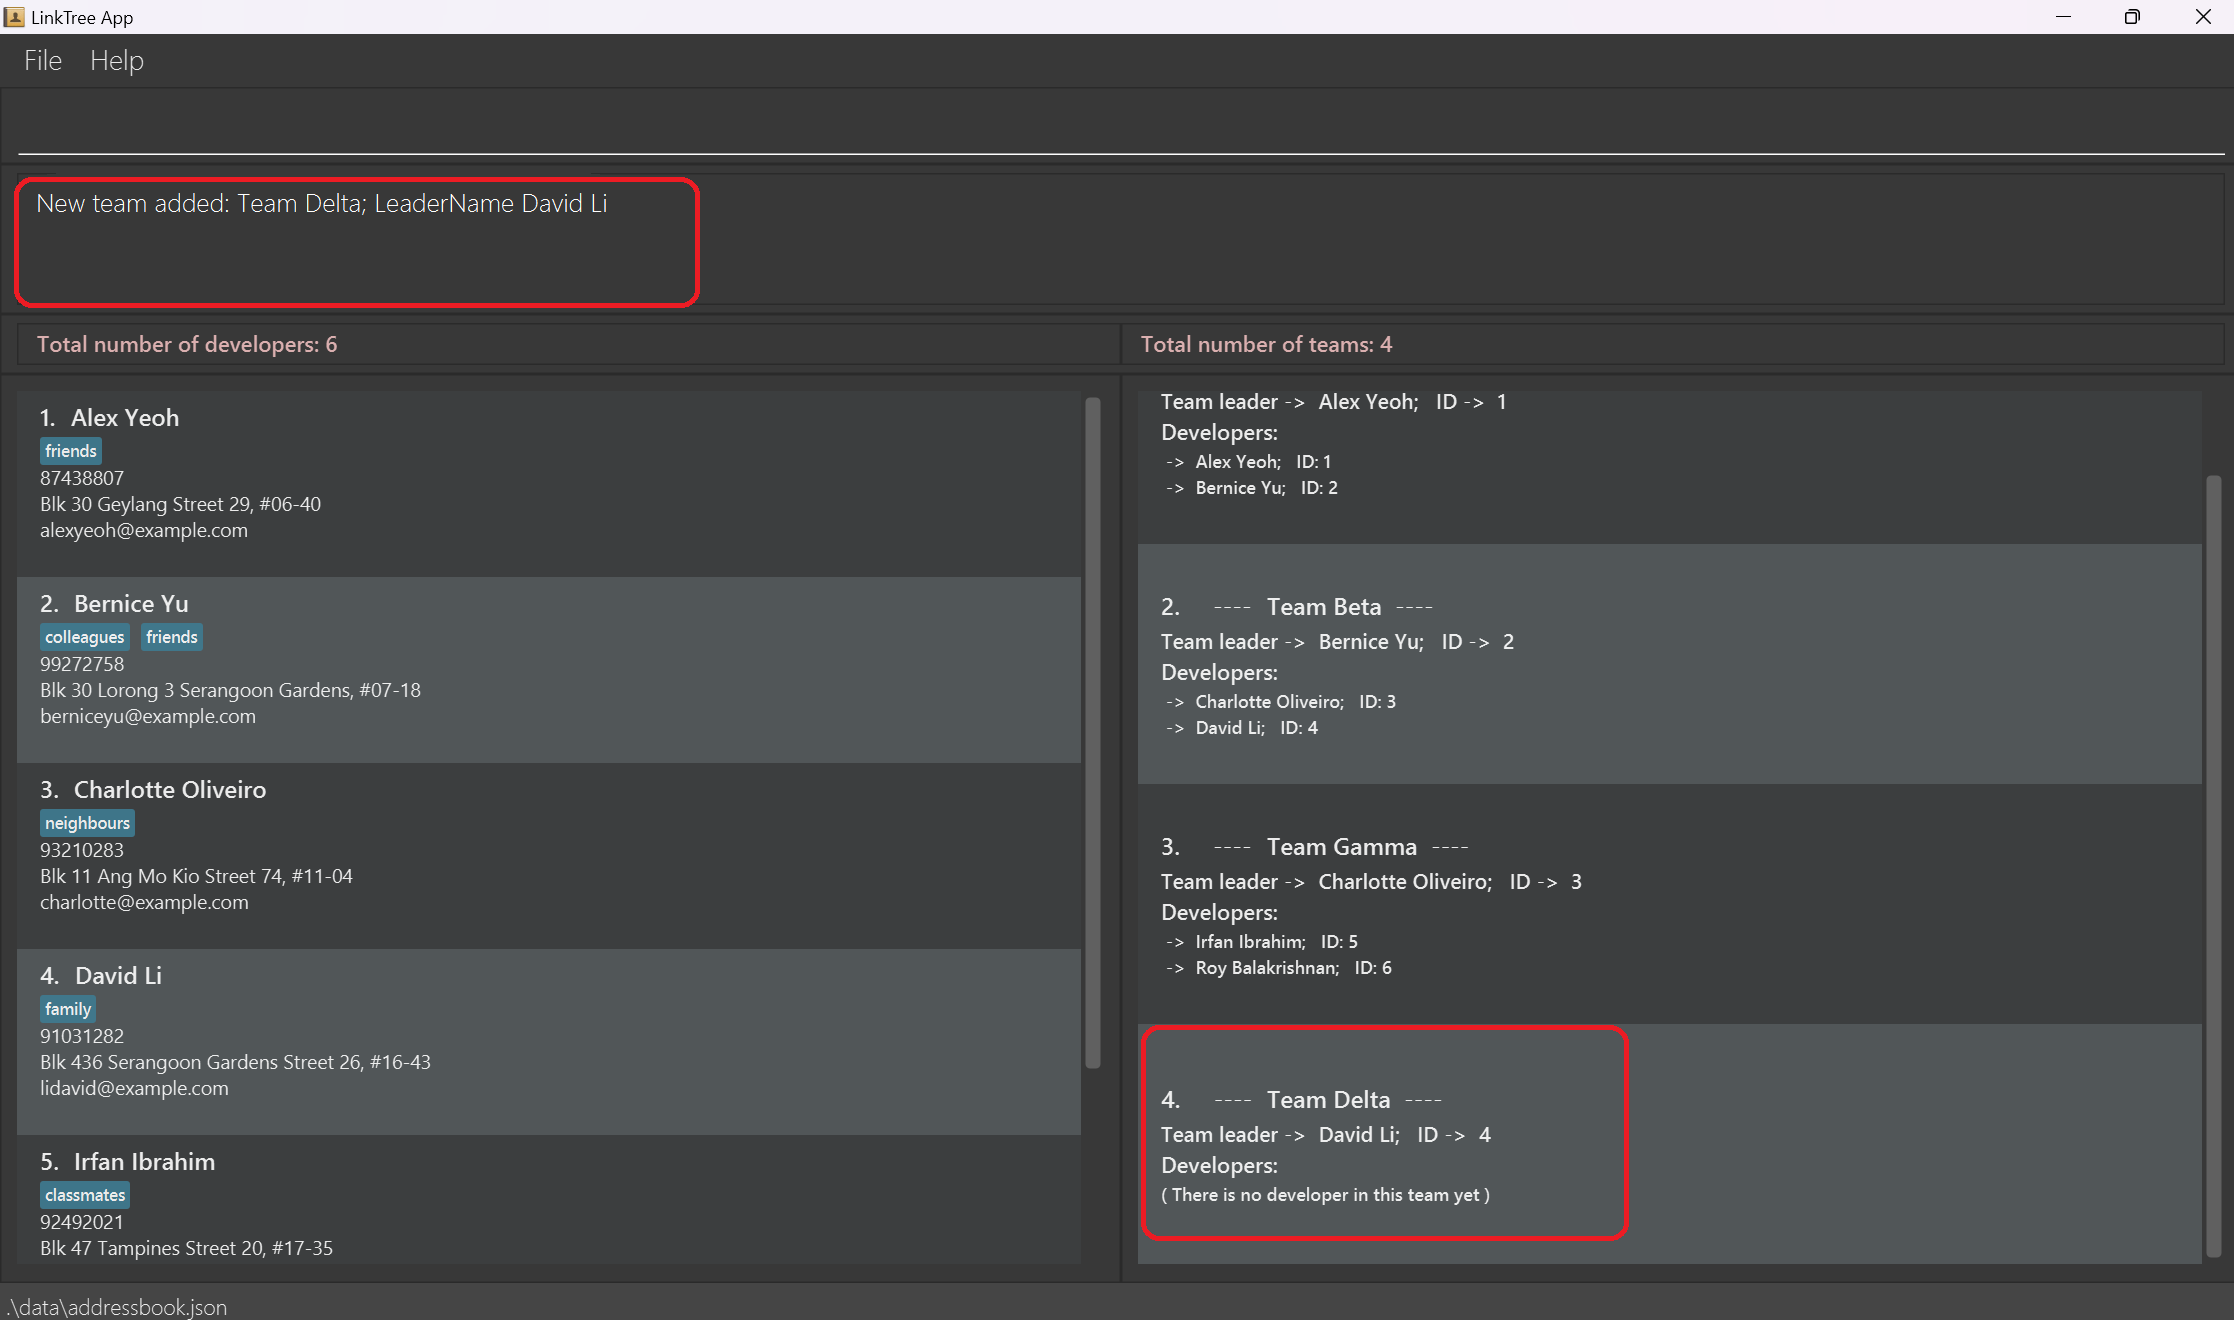 LinkTree App
File Help
New team added: Team Delta; LeaderName David Li
Total number of developers: 6
Total number of teams: 4
1. Alex Yeoh
friends
87438807
Blk 30 Geylang Street 29, #06-40
alexyeoh@example.com
2. Bernice Yu
colleagues friends
99272758
Blk 30 Lorong 3 Serangoon Gardens, #07-18
berniceyu@example.com
3. Charlotte Oliveiro
neighbours
93210283
Blk 11 Ang Mo Kio Street 74, #11-04
charlotte@example.com
4. David Li
family
91031282
Blk 436 Serangoon Gardens Street 26, #16-43
lidavid@example.com
5. Irfan Ibrahim
classmates
92492021
Blk 47 Tampines Street 20, #17-35
Team leader -> Alex Yeoh; ID -> 1
Developers:
-> Alex Yeoh; ID: 1
-> Bernice Yu; ID: 2
2. ---- Team Beta ----
Team leader -> Bernice Yu; ID -> 2
Developers:
-> Charlotte Oliveiro; ID: 3
-> David Li; ID: 4
3. ---- Team Gamma ----
Team leader -> Charlotte Oliveiro; ID -> 3
Developers:
-> Irfan Ibrahim; ID: 5
-> Roy Balakrishnan; ID: 6
4. ---- Team Delta ----
Team leader -> David Li; ID -> 4
Developers:
( There is no developer in this team yet )
.\data\addressbook.json